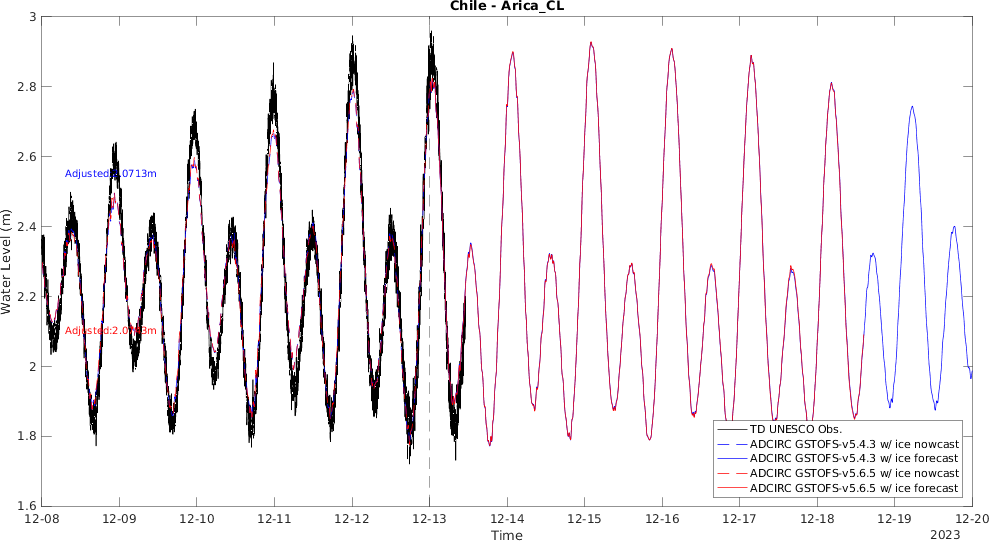 Chile - Arica_CL
3
2.8
2.6
2.4
2.2
2
1.8
1.6
Water Level (m)
Adjusted:
m
Adjusted:2.0
m
TD UNESCO Obs.
ADCIRC GSTOFS-v5.4.3 w/ ice nowcast
ADCIRC GSTOFS-v5.4.3 w/ ice forecast
ADCIRC GSTOFS-v5.6.5 w/ ice nowcast
ADCIRC GSTOFS-v5.6.5 w/ ice forecast
12-08 12-09 12-10 12-11 12-12 12-13 12-14 12-15 12-16 12-17 12-18 12-19 12-20
Time
2023